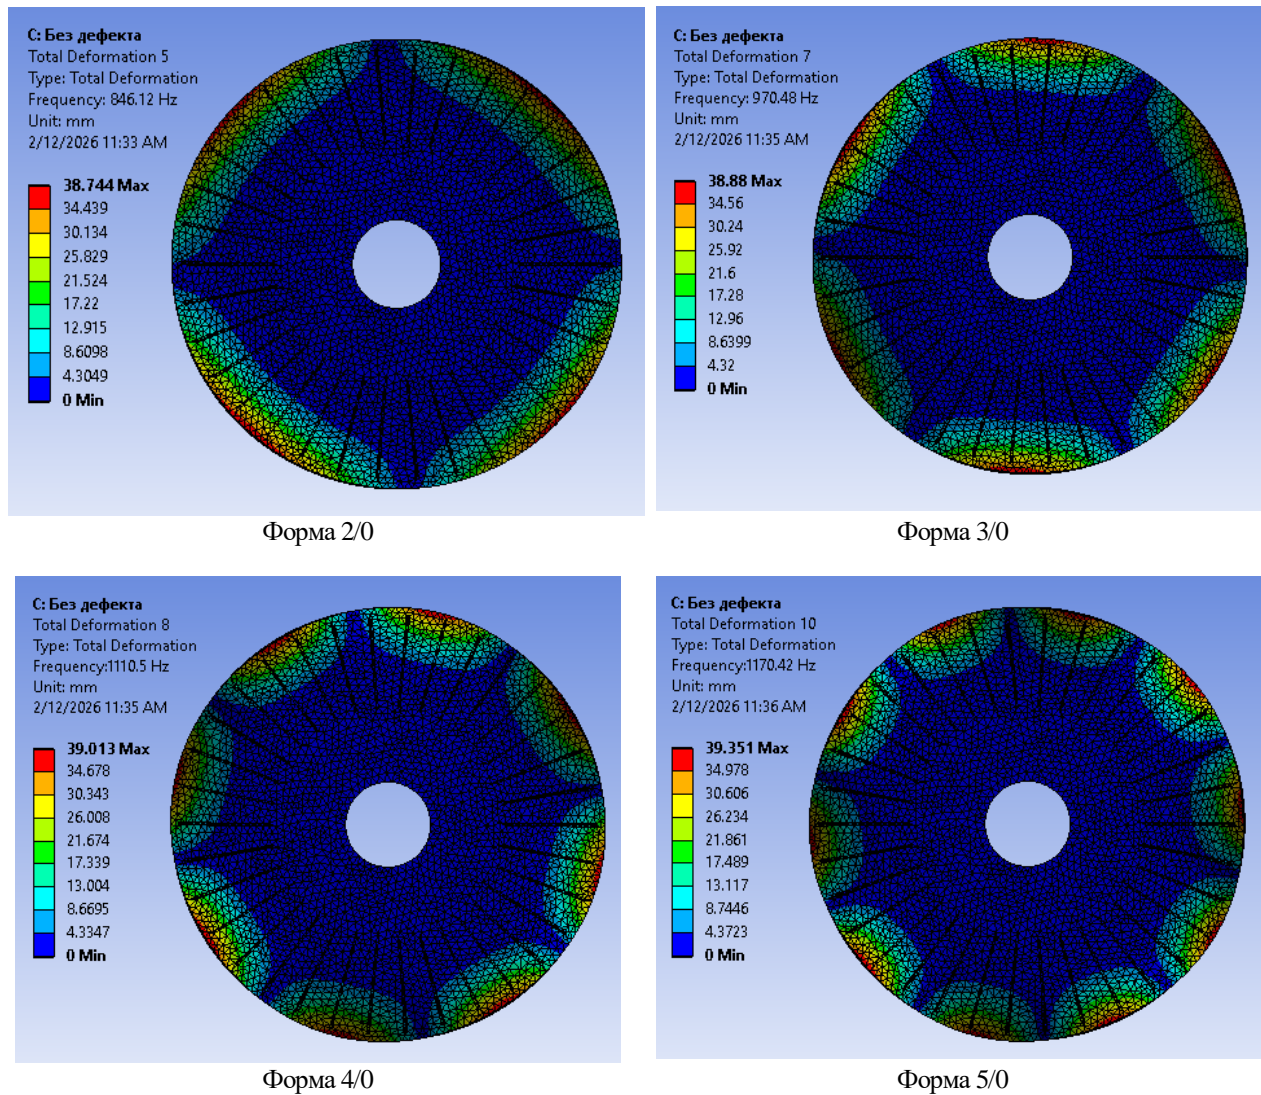 C: Без дефекта
Total Deformation 5
Type: Total Deformation
Frequency: 846.12 Hz
Unit: mm
2/12/2026 11:33 AM
38.744 Max
34.439
30.134
25.829
21.524
17.22
12.915
8.6098
4.3049
0 Min
Форма 2/0
C: Без дефекта
Total Deformation 7
Type: Total Deformation
Frequency: 970.48 Hz
Unit: mm
2/12/2026 11:35 AM
38.88 Max
34.56
30.24
25.92
21.6
17.28
12.96
8.6399
4.32
0 Min
Форма 3/0
C: Без дефекта
Total Deformation 8
Type: Total Deformation
Frequency:1110.5 Hz
Unit: mm
2/12/2026 11:35 AM
39.013 Max
34.678
30.343
26.008
21.674
17.339
13.004
8.6695
4.3347
0 Min
Форма 4/0
C: Без дефекта
Total Deformation 10
Type: Total Deformation
Frequency:1170.42 Hz
Unit: mm
2/12/2026 11:36 AM
39.351 Max
34.978
30.606
26.234
21.861
17.489
13.117
8.7446
4.3723
0 Min
Форма 5/0